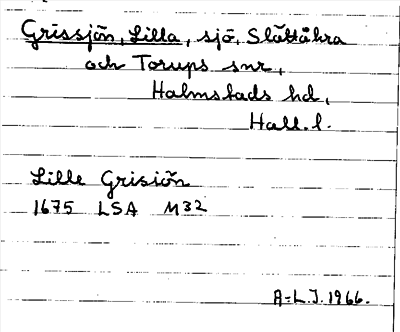 Grissjön, Lilla, sjö, Slättåkra
och Torups snr,
Halmstads hd,
Hall. l.
Lille Grisiön
1675 LSA M32
A-L.J. 1966.